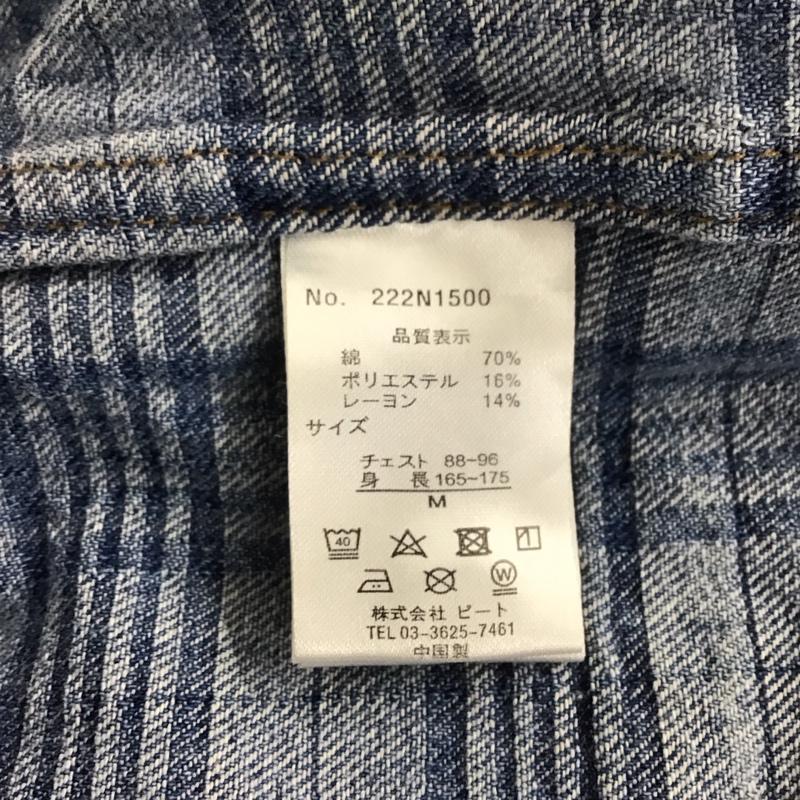 No. 222N1500
品質表示
綿 70%
ポリエステル 16%
レーヨン 14%
サイズ
チェスト 88~96
身 長 165~175
M
40
W
株式会社 ビート
TEL 03-3625-7461
中国製